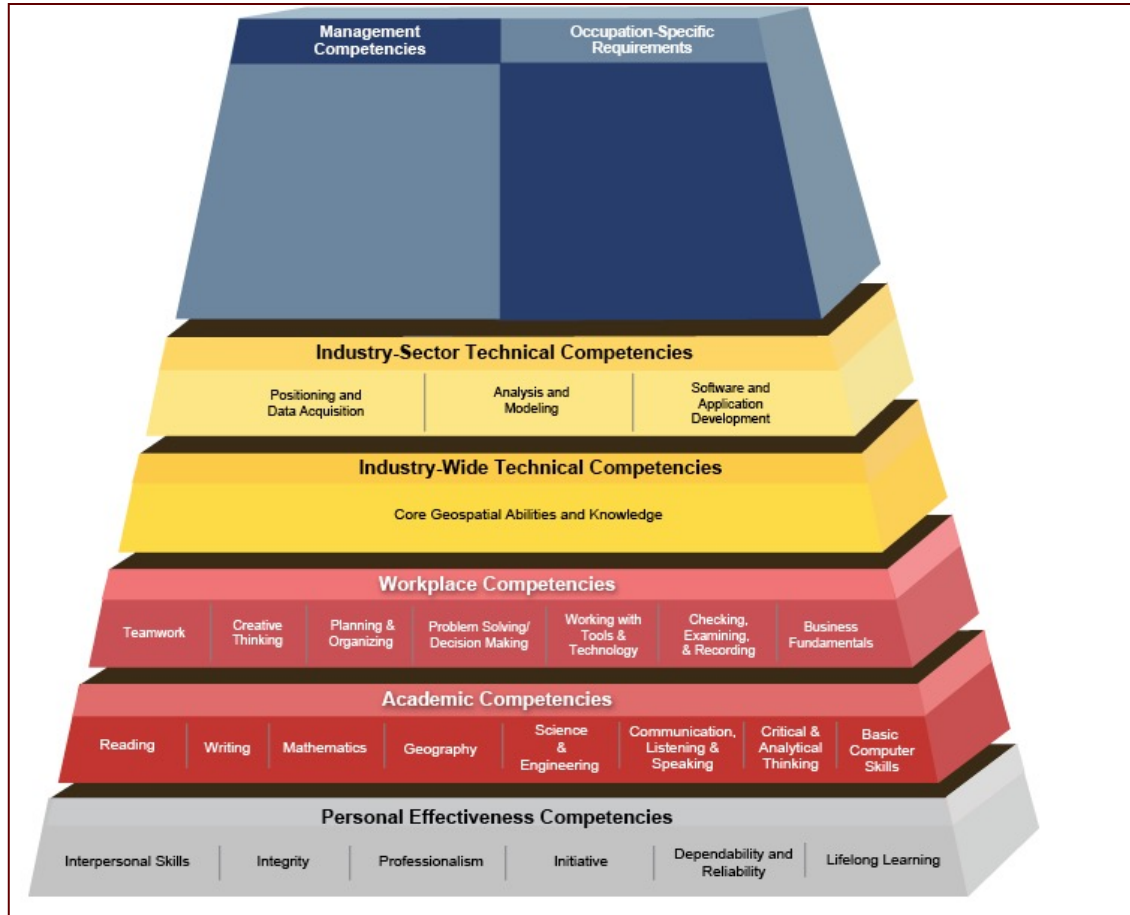 Management
Competencies
Occupation-Specific
Requirements
Industry-Sector Technical Competencies
Positioning and
Data Acquisition
Analysis and
Modeling
Software and
Application
Development
Industry-Wide Technical Competencies
Core Geospatial Abilities and Knowledge
Workplace Competencies
Teamwork
Creative
Thinking
Planning &
Organizing
Problem Solving/
Decision Making
Working with
Tools &
Technology
Checking,
Examining,
& Recording
Business
Fundamentals
Academic Competencies
Reading
Writing
Mathematics
Geography
Science
&
Engineering
Communication,
Listening &
Speaking
Critical &
Analytical
Thinking
Basic
Computer
Skills
Personal Effectiveness Competencies
Interpersonal Skills
Integrity
Professionalism
Initiative
Dependability and
Reliability
Lifelong Learning